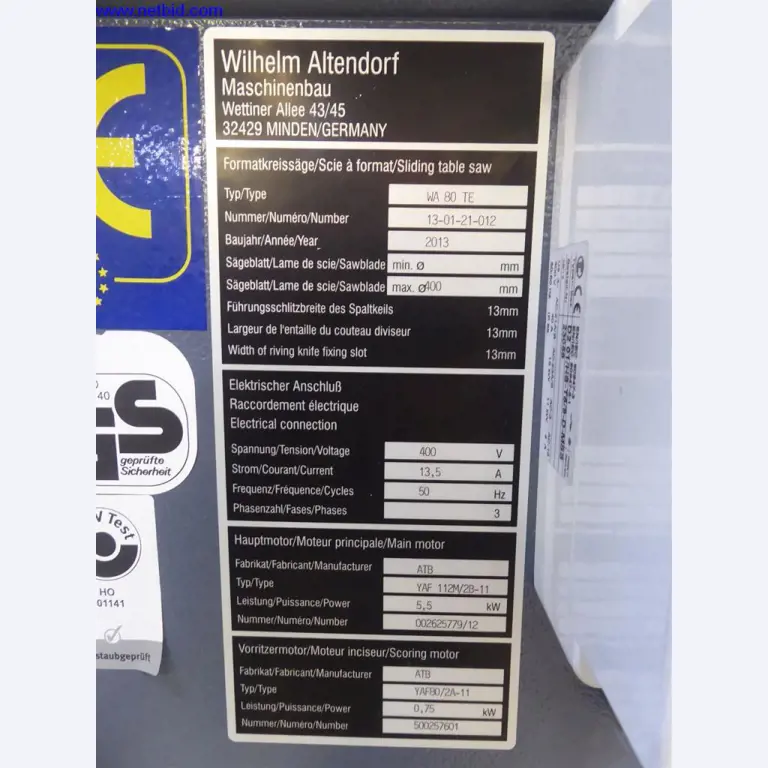 www.netbid.com
Wilhelm Altendorf
Maschinenbau
Wettiner Allee 43/45
32429 MINDEN/GERMANY
Formatkreissäge/Scie à format/Sliding table saw
Typ/Type WA 80 TE
Nummer/Numéro/Number 13-01-21-012
Baujahr/Année/Year 2013
Sägeblatt/Lame de scie/Sawblade min. ø mm
Sägeblatt/Lame de scie/Sawblade max. ø400 mm
Führungsschlitzbreite des Spaltkeils 13mm
Largeur de l'entaille du couteau diviseur 13mm
Width of riving knife fixing slot 13mm
Elektrischer Anschluß
Raccordement électrique
Electrical connection
Spannung/Tension/Voltage 400 V
Strom/Courant/Current 13,5 A
Frequenz/Fréquence/Cycles 50 Hz
Phasenzahl/Fases/Phases 3
Hauptmotor/Moteur principale/Main motor
Fabrikat/Fabricant/Manufacturer ATB
Typ/Type YAF 112M/2B-11
Leistung/Puissance/Power 5,5 kW
Nummer/Numéro/Number 002625779/12
Vorritzermotor/Moteur inciseur/Scoring motor
Fabrikat/Fabricant/Manufacturer ATB
Typ/Type YAF80/2A-11
Leistung/Puissance/Power 0,75 kW
Nummer/Numéro/Number 500257601
40
GS
geprüfte
Sicherheit
Test
HO
01141
staubgeprüft